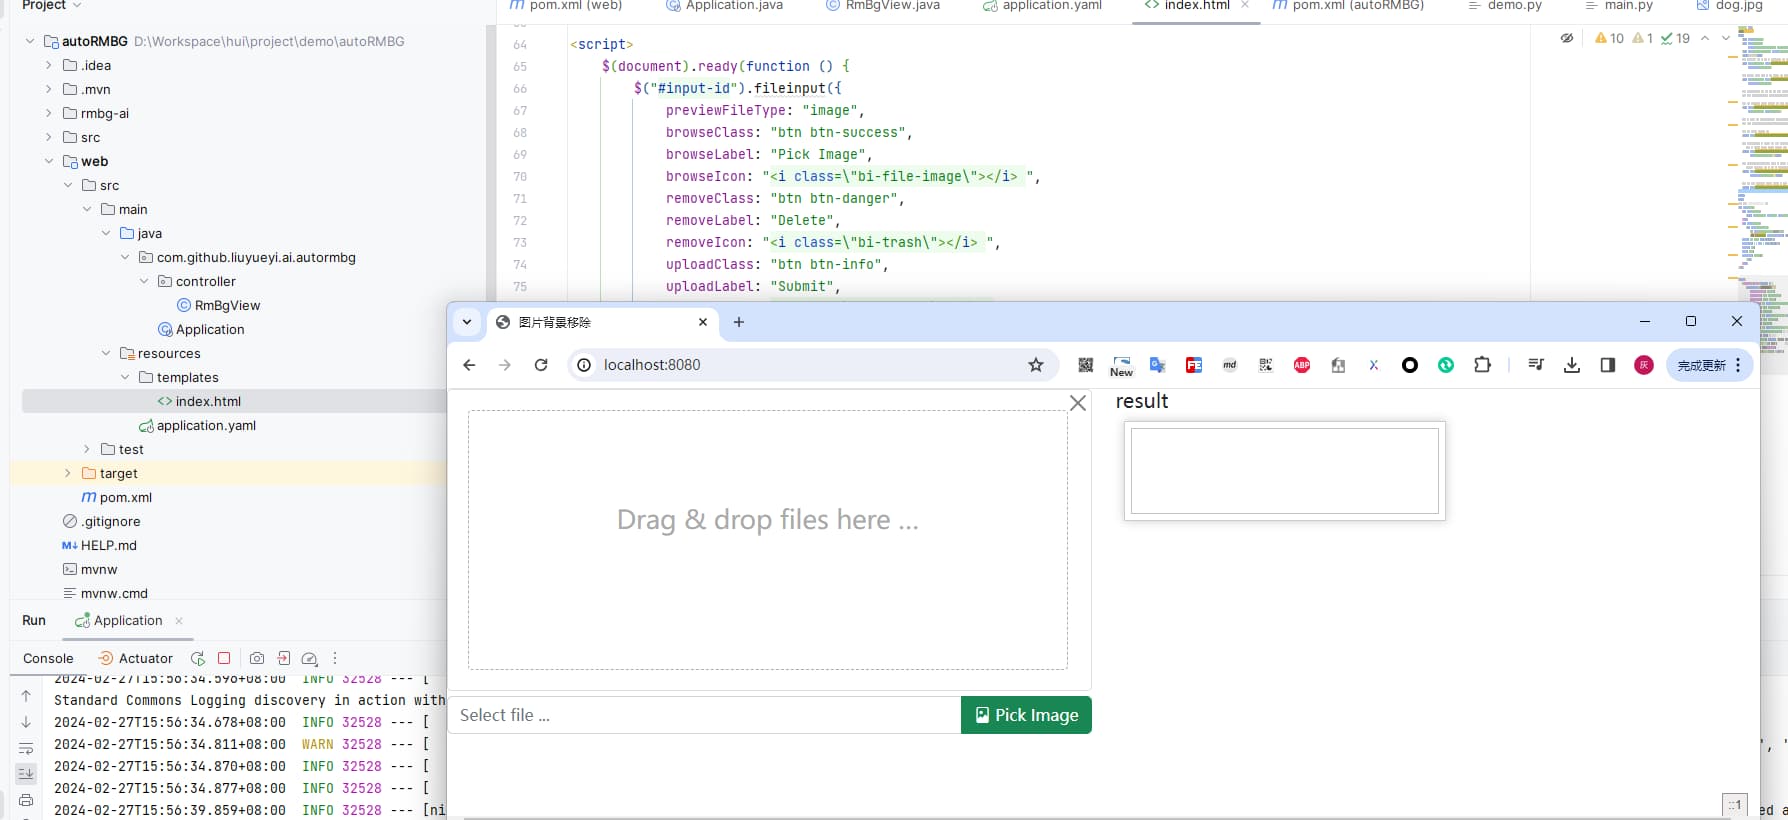 Project
pom.xml (web)
Application.java
RmBgView.java
application.yaml
index.html
pom.xml (autoRMBG)
demo.py
main.py
dog.jpg
autoRMBG D:\Workspace\hui\project\demo\autoRMBG
.idea
.mvn
rmbg-ai
src
web
src
main
java
com.github.liuyueyi.ai.autormbg
controller
RmBgView
Application
resources
templates
index.html
application.yaml
test
target
pom.xml
.gitignore
HELP.md
mvnw
mvnw.cmd
10 1 19
64 <script>
65 $(document).ready(function () {
66 $("#input-id").fileinput({
67 previewFileType: "image",
68 browseClass: "btn btn-success",
69 browseLabel: "Pick Image",
70 browseIcon: "<i class=\"bi-file-image\"></i> ",
71 removeClass: "btn btn-danger",
72 removeLabel: "Delete",
73 removeIcon: "<i class=\"bi-trash\"></i> ",
74 uploadClass: "btn btn-info",
75 uploadLabel: "Submit",
图片背景移除
localhost:8080
New
md
ABP
灰
完成更新
Drag & drop files here …
Select file ...
Pick Image
result
::1
Run Application
Console Actuator
2024-02-27T15:56:34.596+08:00 INFO 32528 --- [
Standard Commons Logging discovery in action with
2024-02-27T15:56:34.678+08:00 INFO 32528 --- [
2024-02-27T15:56:34.811+08:00 WARN 32528 --- [
2024-02-27T15:56:34.870+08:00 INFO 32528 --- [
2024-02-27T15:56:34.877+08:00 INFO 32528 --- [
2024-02-27T15:56:39.859+08:00 INFO 32528 --- [ni
ed a